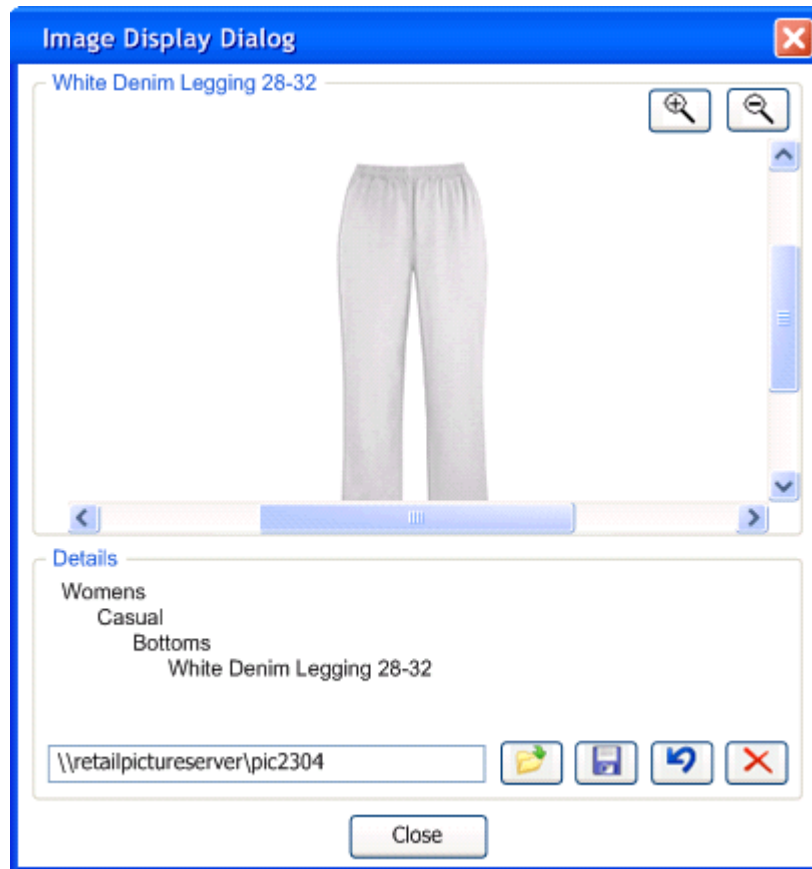 Image Display Dialog
White Denim Legging 28-32
Details
Womens
Casual
Bottoms
White Denim Legging 28-32
\\retailpictureserver\pic2304
Close